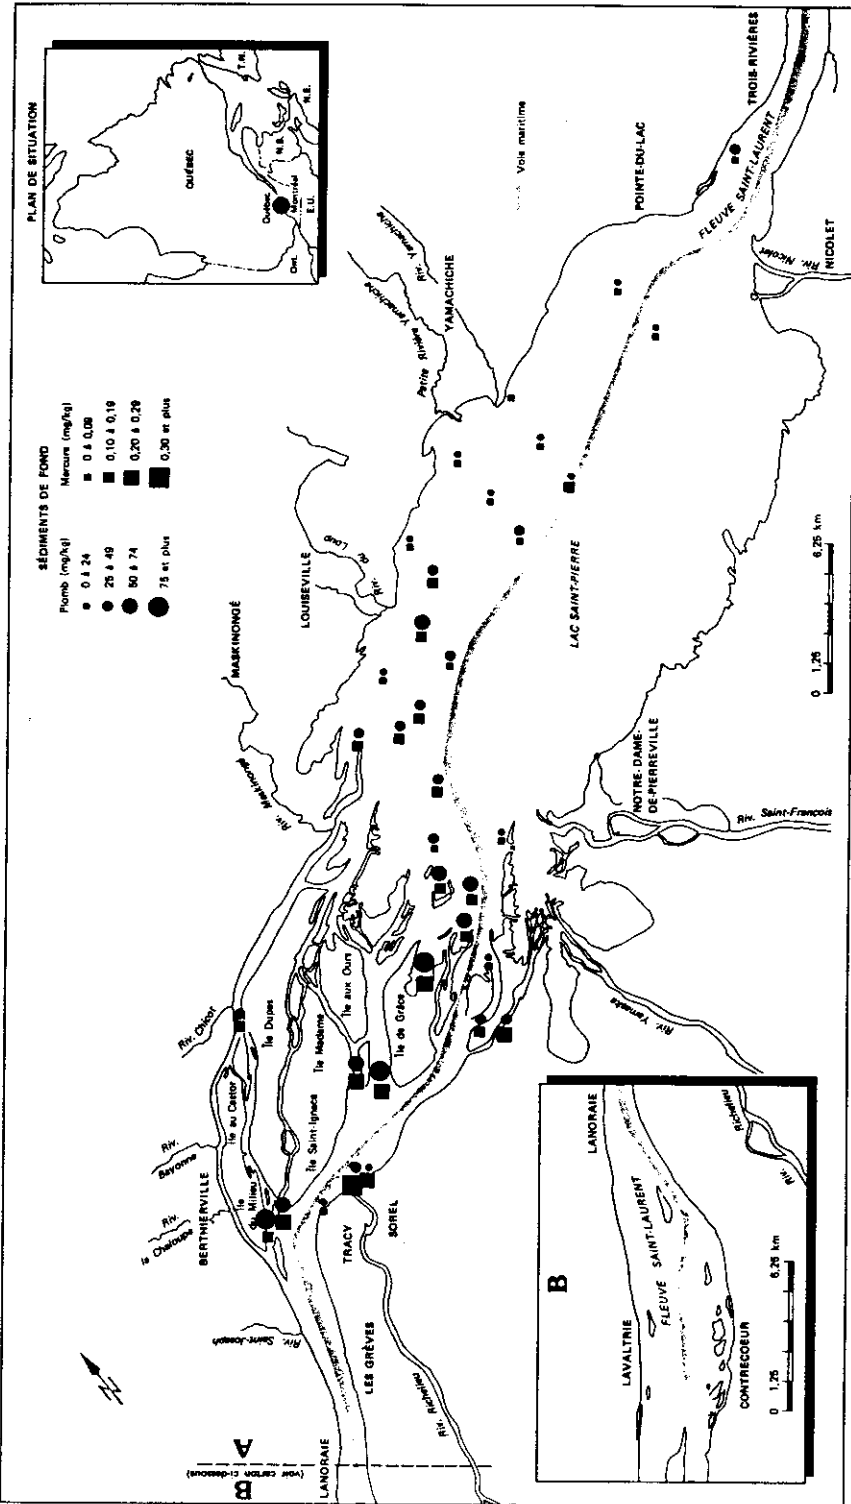 PLAN DE SITUATION
QUÉBEC
T.N.
Québec
Montréal
N.B.
N.É.
E.U.
Ont.
SÉDIMENTS DE FOND
Plomb (mg/kg)
Mercure (mg/kg)
0 à 24
0 à 0,09
25 à 49
0,10 à 0,19
50 à 74
0,20 à 0,29
75 et plus
0,30 et plus
Voie maritime
TROIS-RIVIÈRES
POINTE-DU-LAC
FLEUVE SAINT-LAURENT
NICOLET
Riv. Nicolet
Riv. Yamachiche
Petite Rivière Yamachiche
YAMACHICHE
LOUISEVILLE
Riv. du Loup
MASKINONGÉ
Riv. Maskinongé
LAC SAINT-PIERRE
0 1,25 6,25 km
NOTRE-DAME-
DE-PIERREVILLE
Riv. Saint-François
Riv. Yamaska
Riv. Chicot
Île Dupas
Île au Castor
Île Madame
Île aux Ours
Île de Grâce
Île Saint-Ignace
Île du Milieu
Riv. Bayonne
Riv. la Chaloupe
BERTHIERVILLE
Riv. Saint-Joseph
TRACY
SOREL
LES GRÈVES
Riv. Richelieu
LANORAIE
A
B
(voir carton ci-dessous)
N
B
LANORAIE
LAVALTRIE
FLEUVE SAINT-LAURENT
CONTRECOEUR
Riv. Richelieu
0 1,25 6,25 km